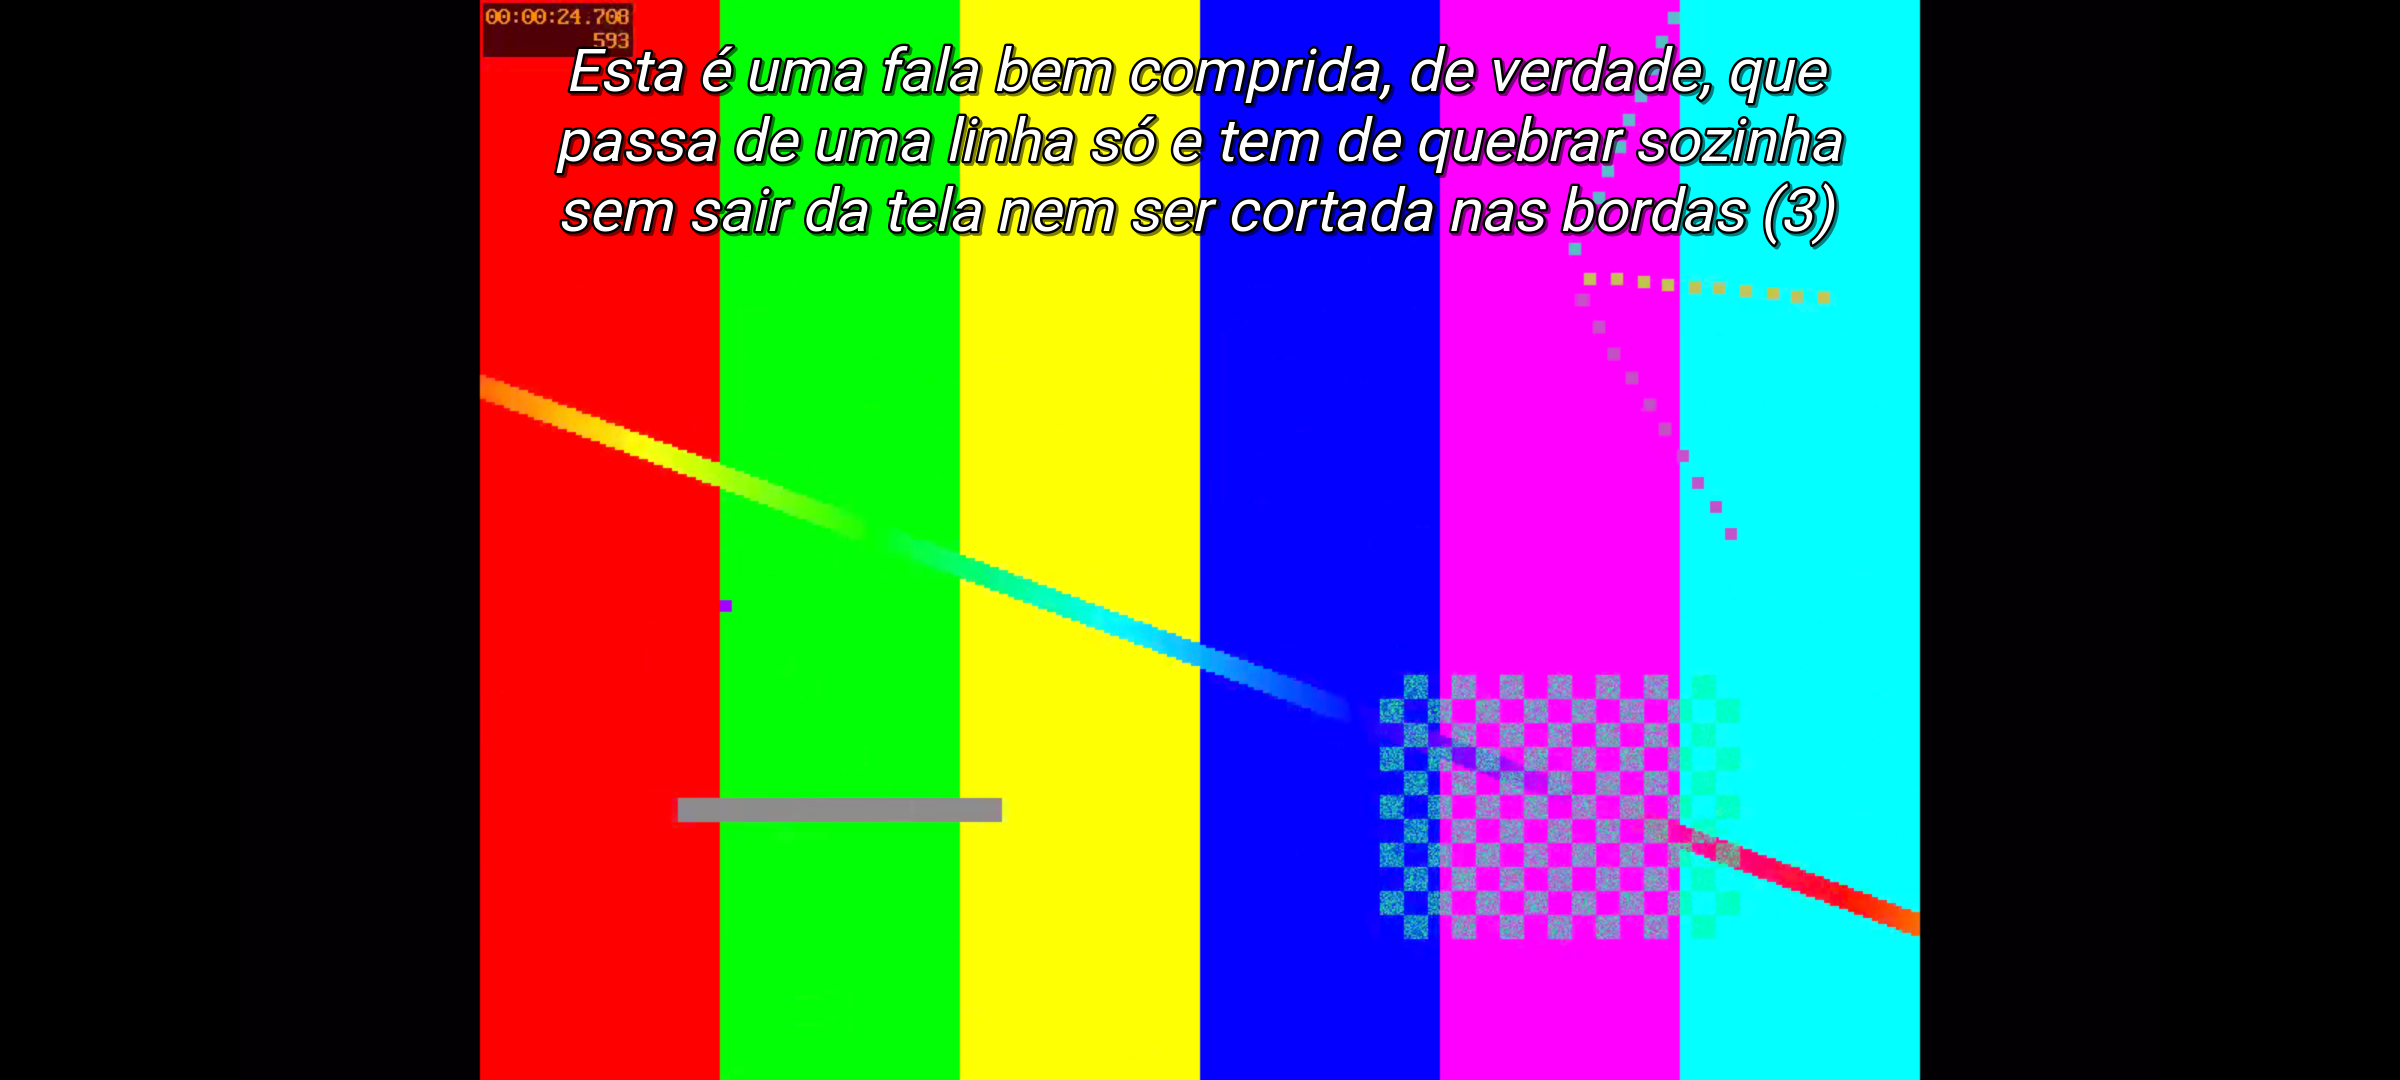 00:00:24.708
593
Esta é uma fala bem comprida, de verdade, que
passa de uma linha só e tem de quebrar sozinha
sem sair da tela nem ser cortada nas bordas (3)